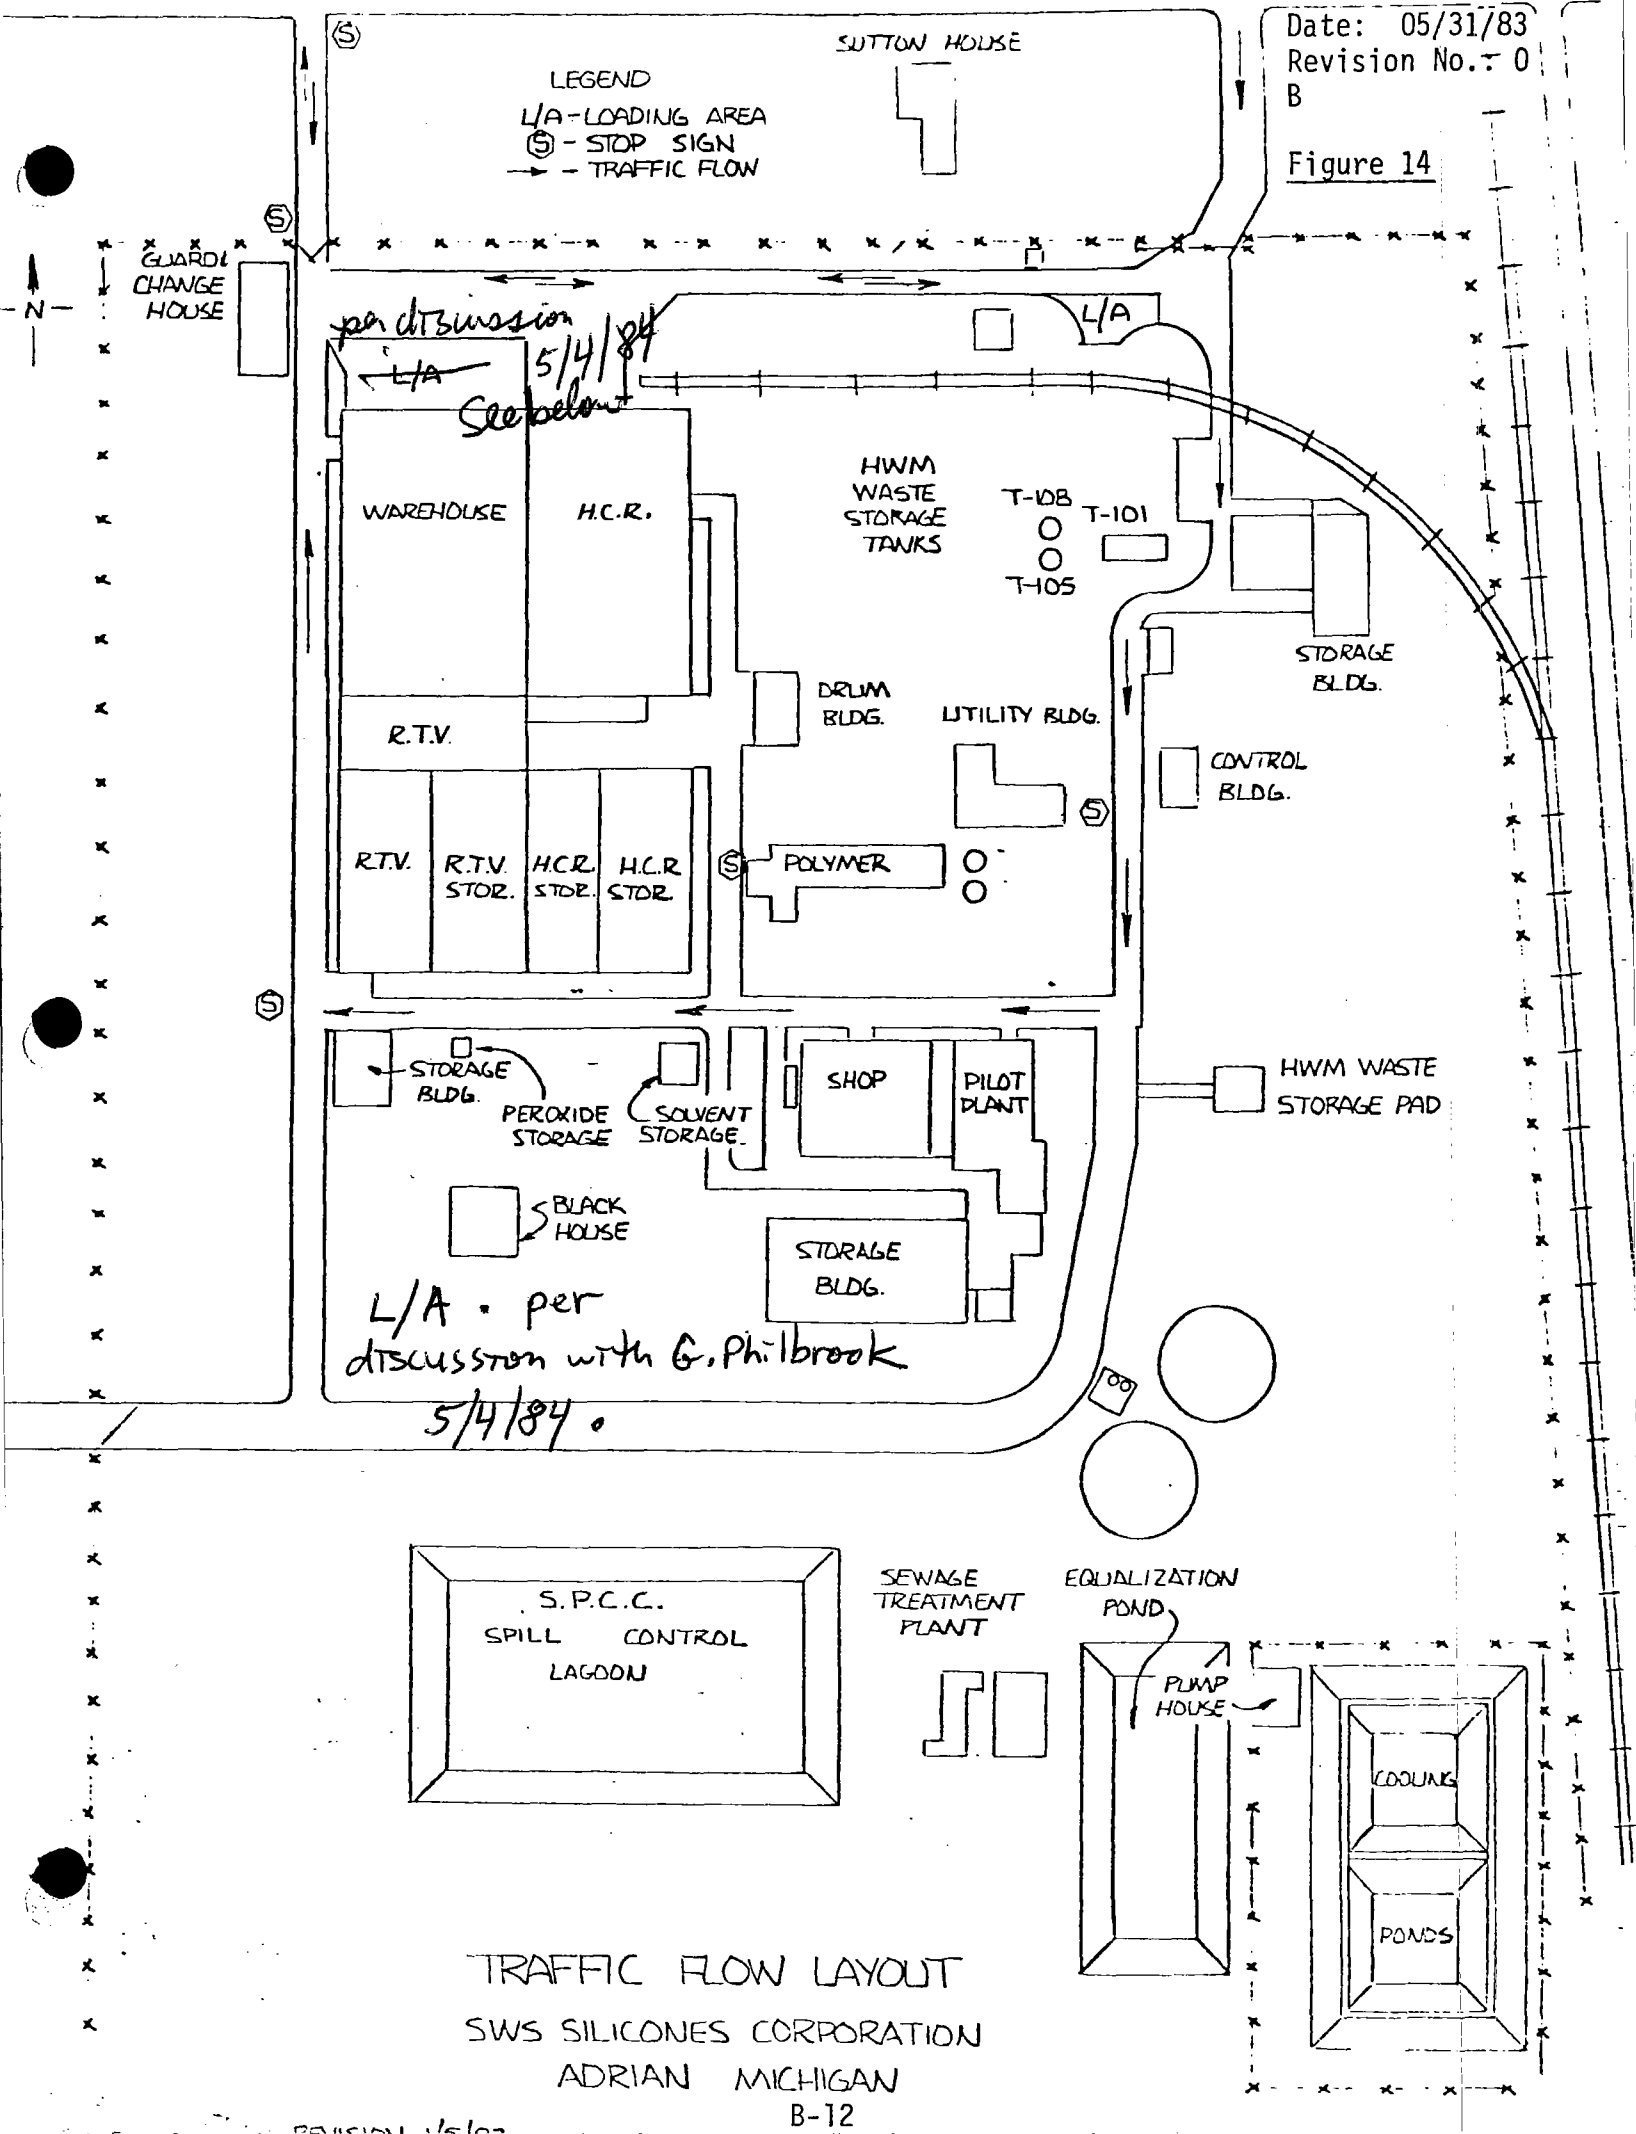 Date: 05/31/83
Revision No.: 0
B
Figure 14
S
SUTTON HOUSE
LEGEND
L/A - LOADING AREA
S - STOP SIGN
→ - TRAFFIC FLOW
S
GUARD &
CHANGE
HOUSE
N
per discussion
5/4/84
L/A
See below
L/A
WAREHOUSE
H.C.R.
HWM
WASTE
STORAGE
TANKS
T-108
T-101
T-105
STORAGE
BLDG.
DRUM
BLDG.
UTILITY BLDG.
R.T.V.
CONTROL
BLDG.
S
R.T.V.
R.T.V.
STOR.
H.C.R.
STOR.
H.C.R
STOR.
S
POLYMER
S
STORAGE
BLDG.
PEROXIDE
STORAGE
SOLVENT
STORAGE
SHOP
PILOT
PLANT
HWM WASTE
STORAGE PAD
BLACK
HOUSE
STORAGE
BLDG.
L/A . per
discussion with G. Philbrook
5/4/84 .
S.P.C.C.
SPILL CONTROL
LAGOON
SEWAGE
TREATMENT
PLANT
EQUALIZATION
POND
PUMP
HOUSE
COOLING
PONDS
TRAFFIC FLOW LAYOUT
SWS SILICONES CORPORATION
ADRIAN MICHIGAN
B-12
REVISION